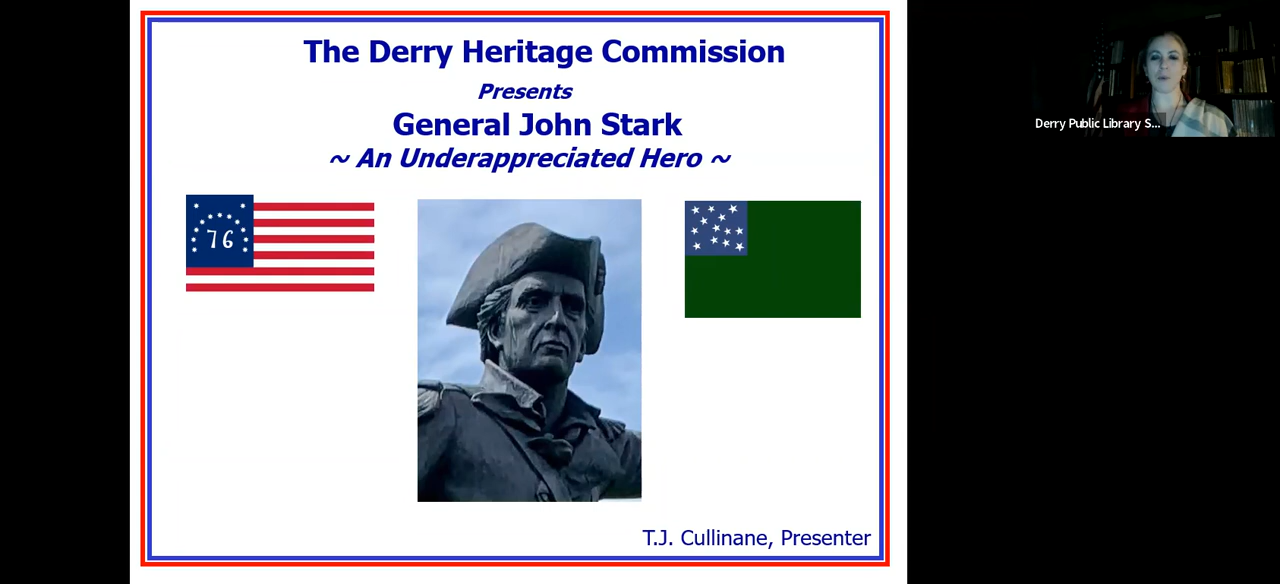 The Derry Heritage Commission
Presents
General John Stark
~ An Underappreciated Hero ~
76
T.J. Cullinane, Presenter
Derry Public Library S...